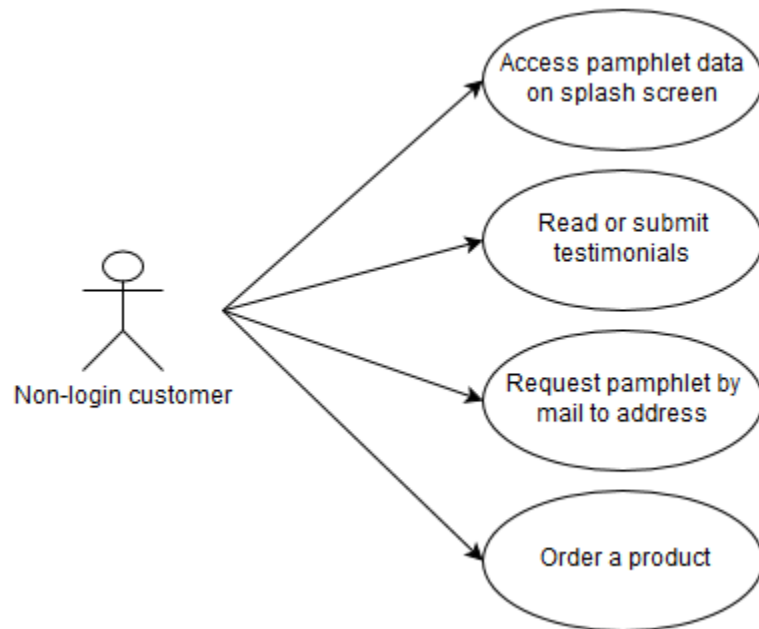 Access pamphlet data
on splash screen
Read or submit
testimonials
Non-login customer
Request pamphlet by
mail to address
Order a product